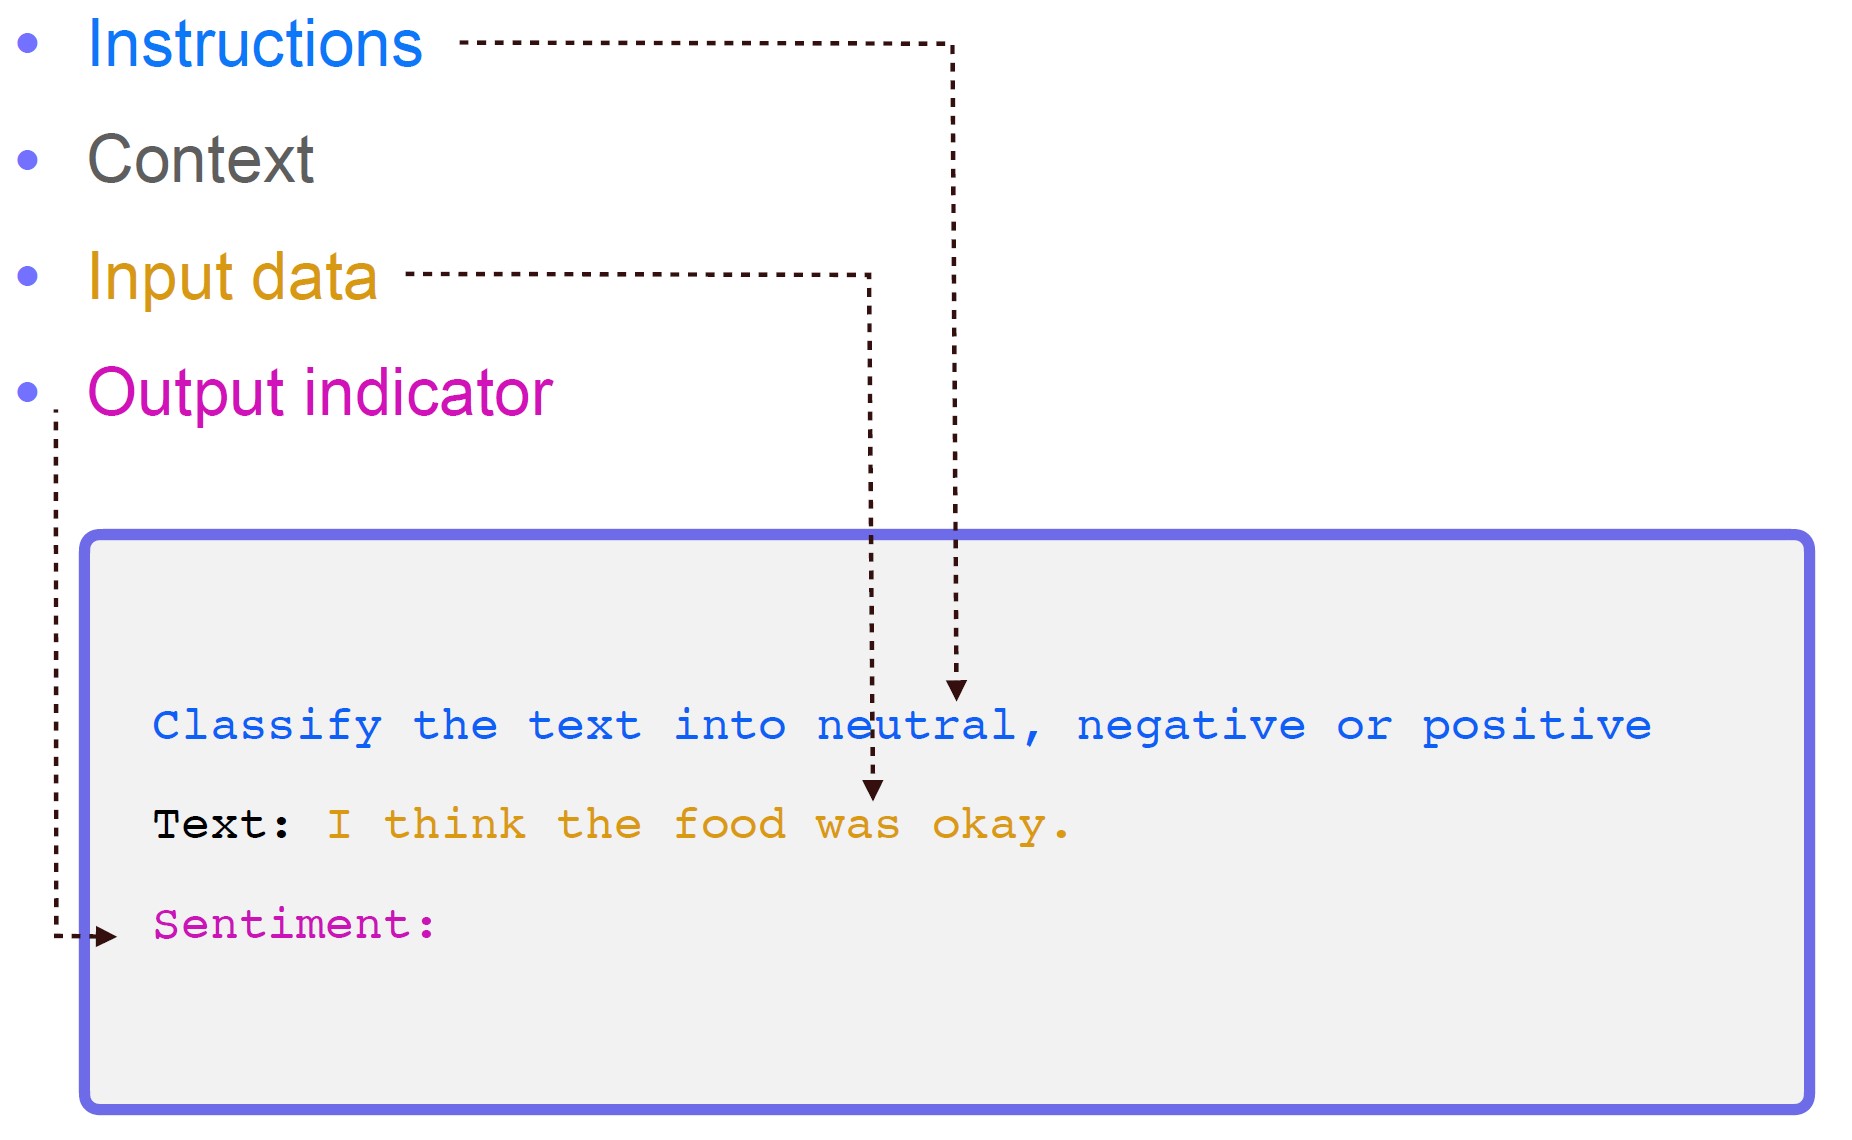 • Instructions
• Context
• Input data
• Output indicator
Classify the text into neutral, negative or positive
Text: I think the food was okay.
Sentiment: